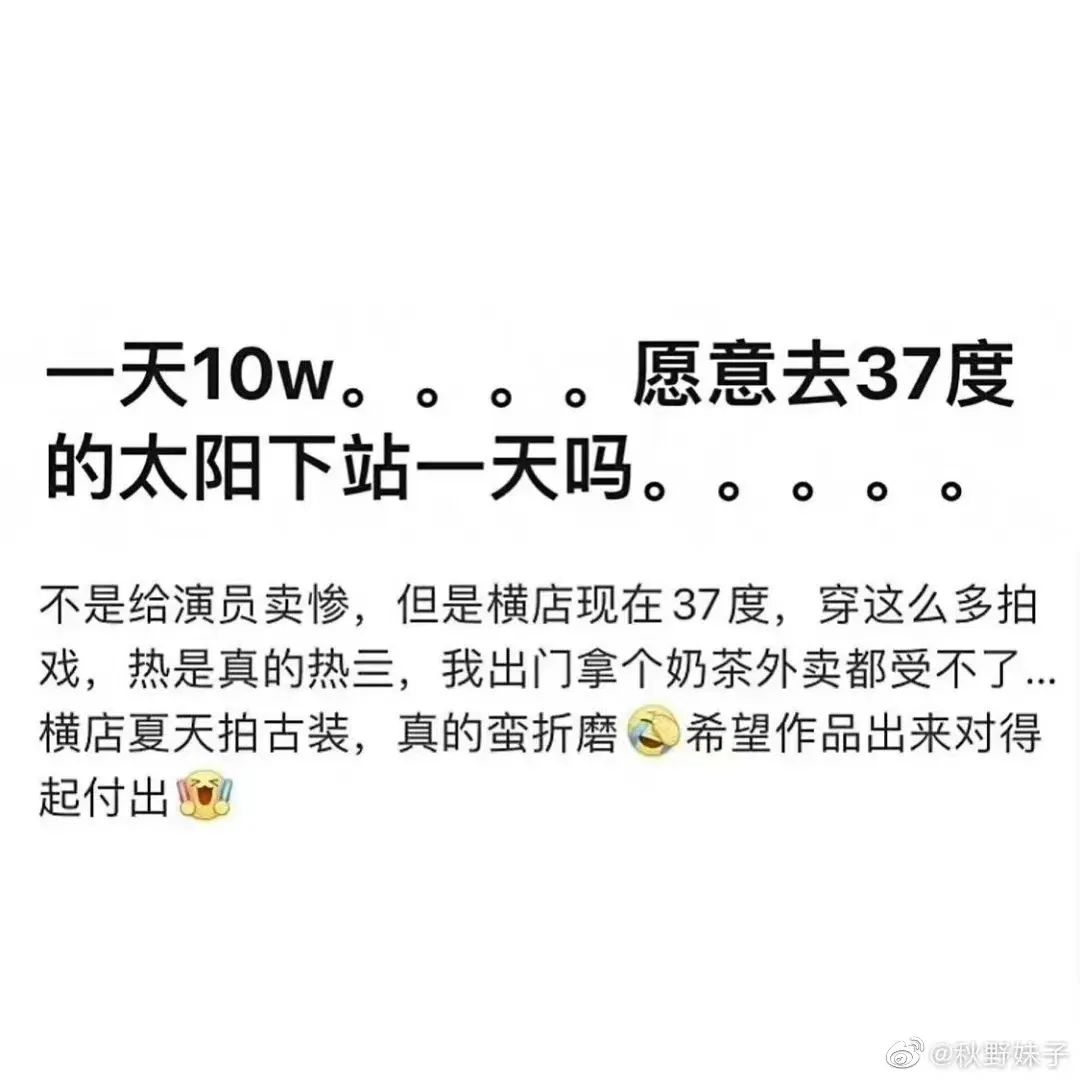 一天10w。。。。愿意去37度
的太阳下站一天吗。。。。。
不是给演员卖惨，但是横店现在37度，穿这么多拍
戏，热是真的热亖，我出门拿个奶茶外卖都受不了...
横店夏天拍古装，真的蛮折磨🤣希望作品出来对得
起付出
@秋野妹子